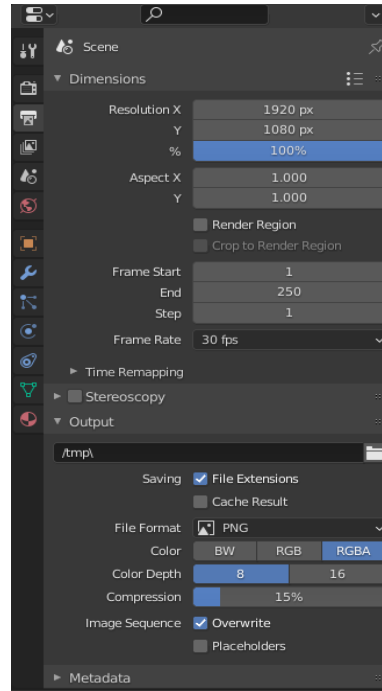 Scene
Dimensions
Resolution X 1920 px
Y 1080 px
% 100%
Aspect X 1.000
Y 1.000
Render Region
Crop to Render Region
Frame Start 1
End 250
Step 1
Frame Rate 30 fps
Time Remapping
Stereoscopy
Output
/tmp\
Saving File Extensions
Cache Result
File Format PNG
Color BW RGB RGBA
Color Depth 8 16
Compression 15%
Image Sequence Overwrite
Placeholders
Metadata